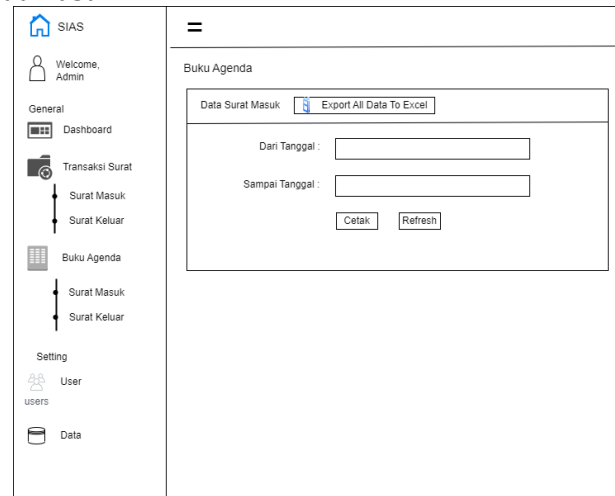 SIAS
=
Welcome,
Admin
General
Dashboard
Transaksi Surat
Surat Masuk
Surat Keluar
Buku Agenda
Surat Masuk
Surat Keluar
Setting
User
users
Data
Buku Agenda
Data Surat Masuk
Export All Data To Excel
Dari Tanggal :
Sampai Tanggal :
Cetak
Refresh